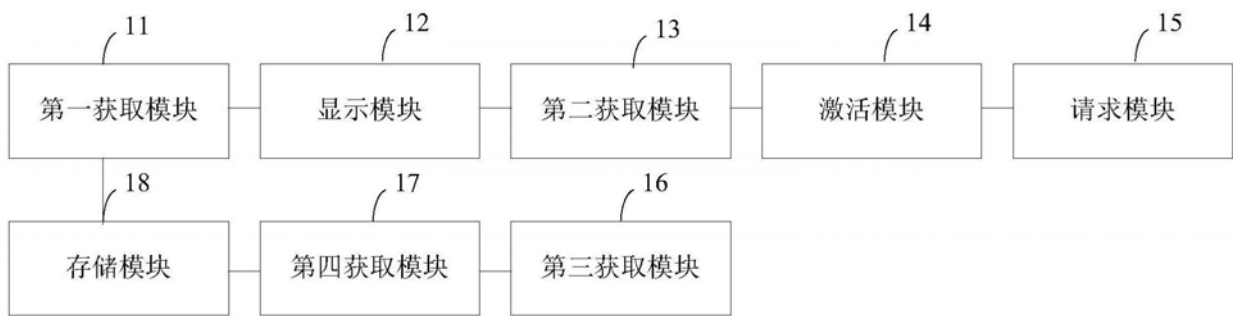 11 12 13 14 15
第一获取模块 显示模块 第二获取模块 激活模块 请求模块
18 17 16
存储模块 第四获取模块 第三获取模块